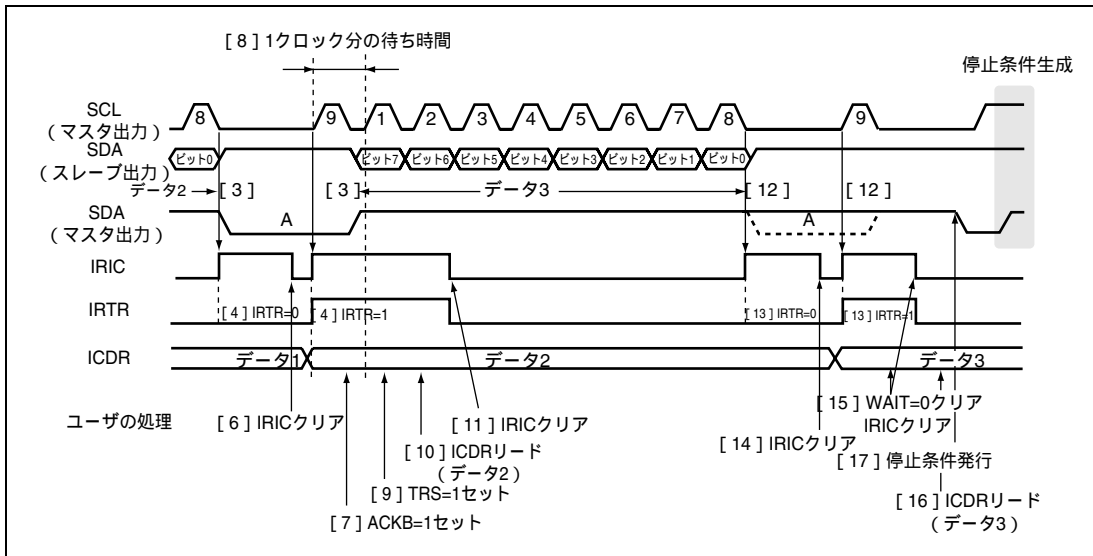 [ 8 ] 1クロック分の待ち時間
停止条件生成
SCL
（マスタ出力）
8 9 1 2 3 4 5 6 7 8 9
SDA
（スレーブ出力）
ビット0 ビット7 ビット6 ビット5 ビット4 ビット3 ビット2 ビット1 ビット0
データ2 [ 3 ] [ 3 ] データ3 [ 12 ] [ 12 ]
SDA
（マスタ出力）
A A
IRIC
IRTR
[ 4 ] IRTR=0 [ 4 ] IRTR=1 [ 13 ] IRTR=0 [ 13 ] IRTR=1
ICDR
データ1 データ2 データ3
ユーザの処理
[ 6 ] IRICクリア
[ 11 ] IRICクリア
[ 14 ] IRICクリア
[ 15 ] WAIT=0クリア
IRICクリア
[ 10 ] ICDRリード
（データ2）
[ 17 ] 停止条件発行
[ 9 ] TRS=1セット
[ 16 ] ICDRリード
（データ3）
[ 7 ] ACKB=1セット